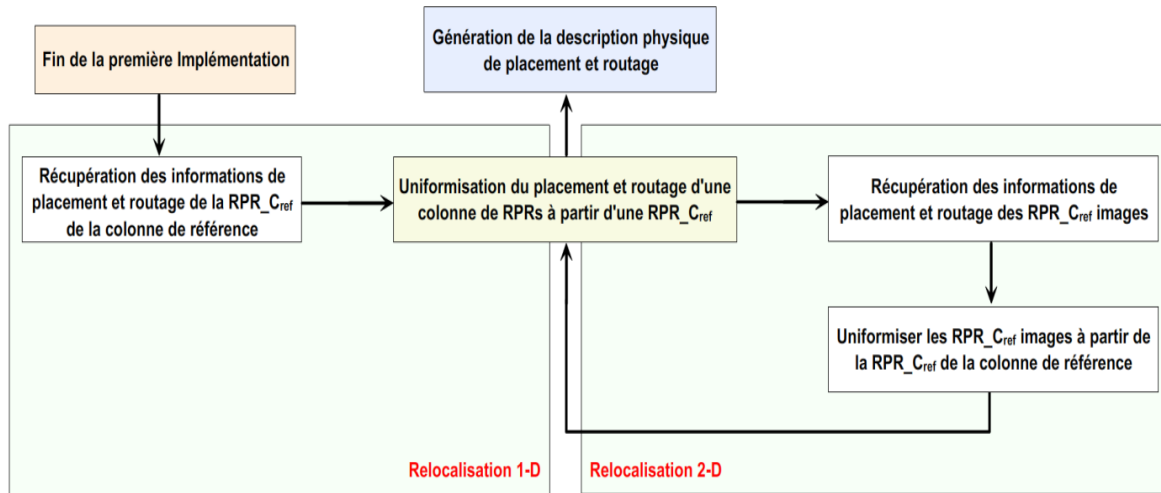 Fin de la première Implémentation
Génération de la description physique
de placement et routage
Récupération des informations de
placement et routage de la RPR_Cref
de la colonne de référence
Uniformisation du placement et routage d'une
colonne de RPRs à partir d'une RPR_Cref
Récupération des informations de
placement et routage des RPR_Cref images
Uniformiser les RPR_Cref images à partir de
la RPR_Cref de la colonne de référence
Relocalisation 1-D
Relocalisation 2-D